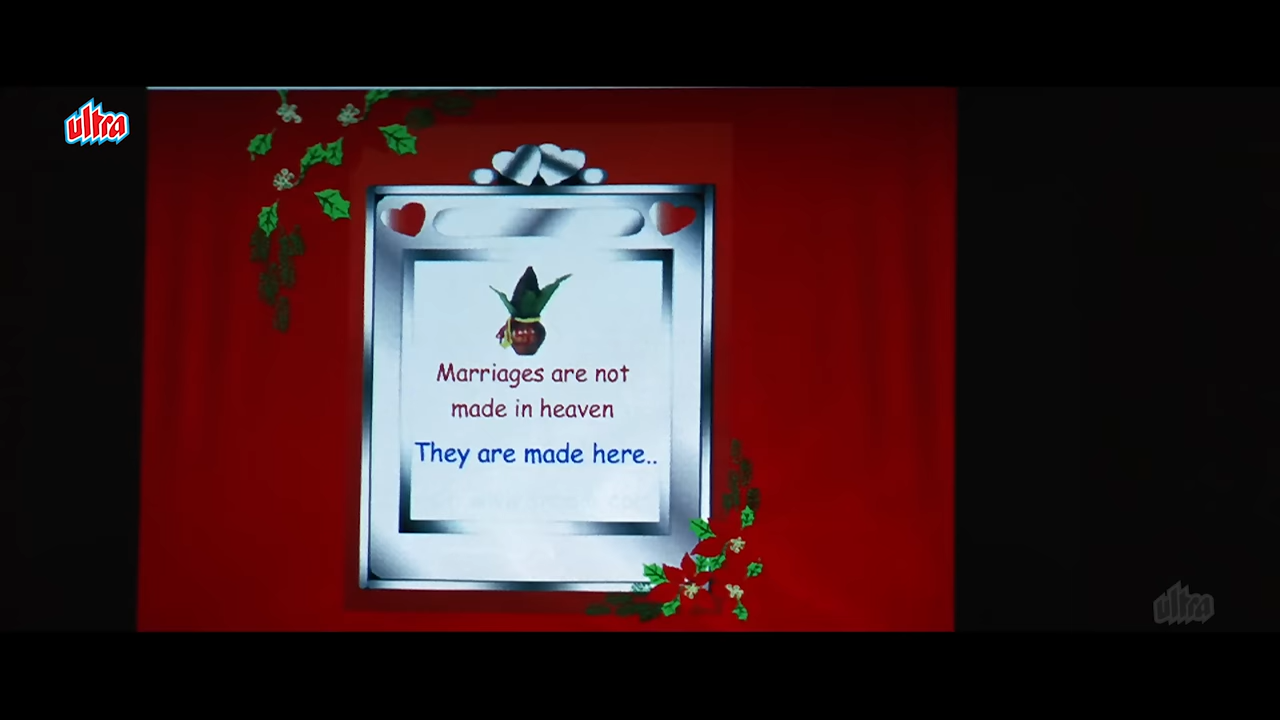 ultra
Marriages are not
made in heaven
They are made here..
ultra